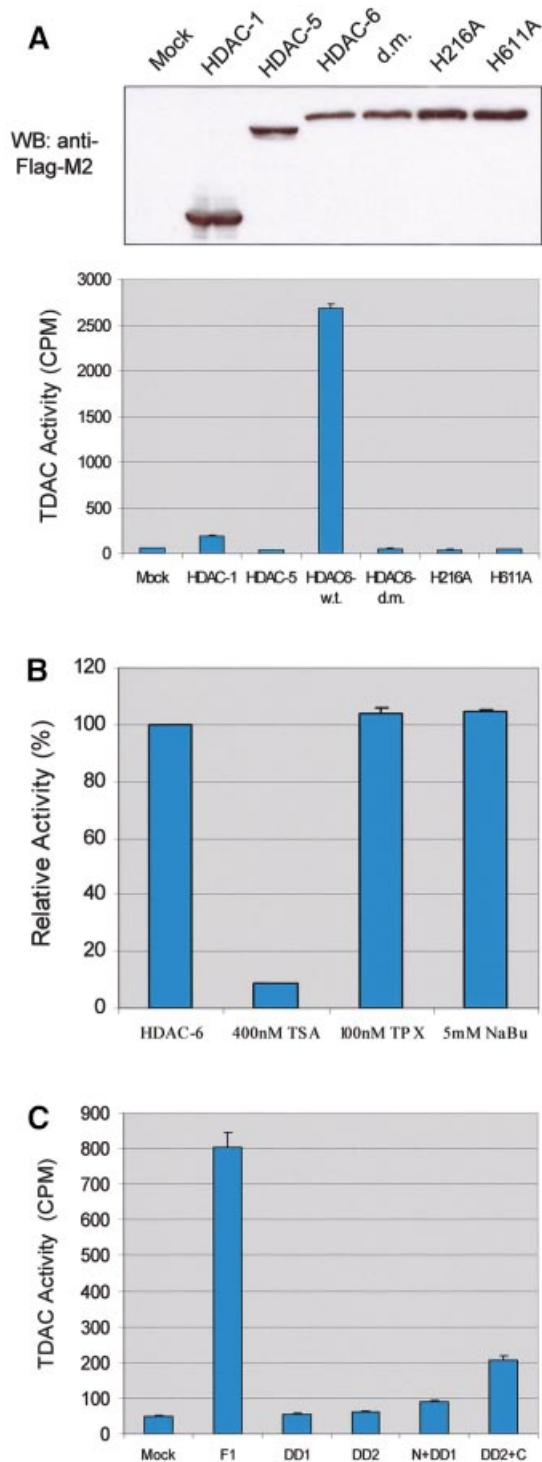 A
Mock HDAC-1 HDAC-5 HDAC-6 d.m. H216A H611A
WB: anti-
Flag-M2
TDAC Activity (CPM)
3000
2500
2000
1500
1000
500
0
Mock HDAC-1 HDAC-5 HDAC6- HDAC6- H216A H611A
w.t. d.m.
B
Relative Activity (%)
120
100
80
60
40
20
0
HDAC-6 400nM TSA 100nM TPX 5mM NaBu
C
TDAC Activity (CPM)
900
800
700
600
500
400
300
200
100
0
Mock F1 DD1 DD2 N+DD1 DD2+C